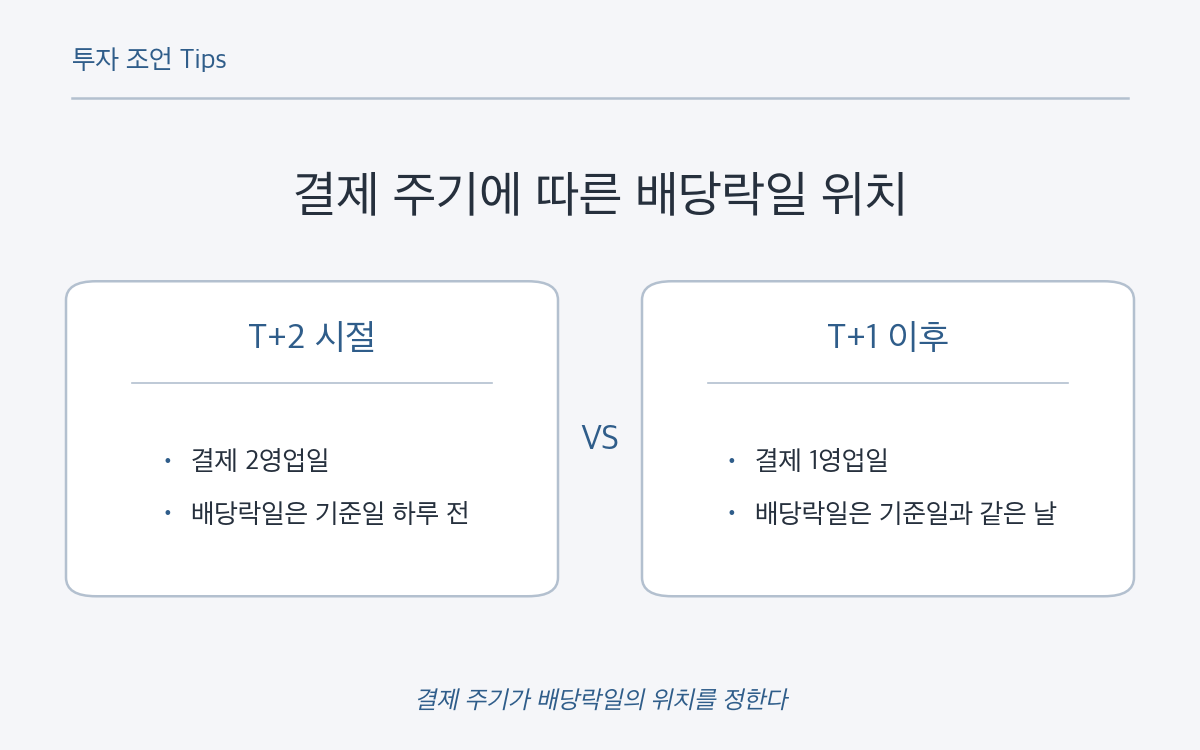 투자 조언 Tips
결제 주기에 따른 배당락일 위치
T+2 시절
• 결제 2영업일
• 배당락일은 기준일 하루 전
VS
T+1 이후
• 결제 1영업일
• 배당락일은 기준일과 같은 날
결제 주기가 배당락일의 위치를 정한다